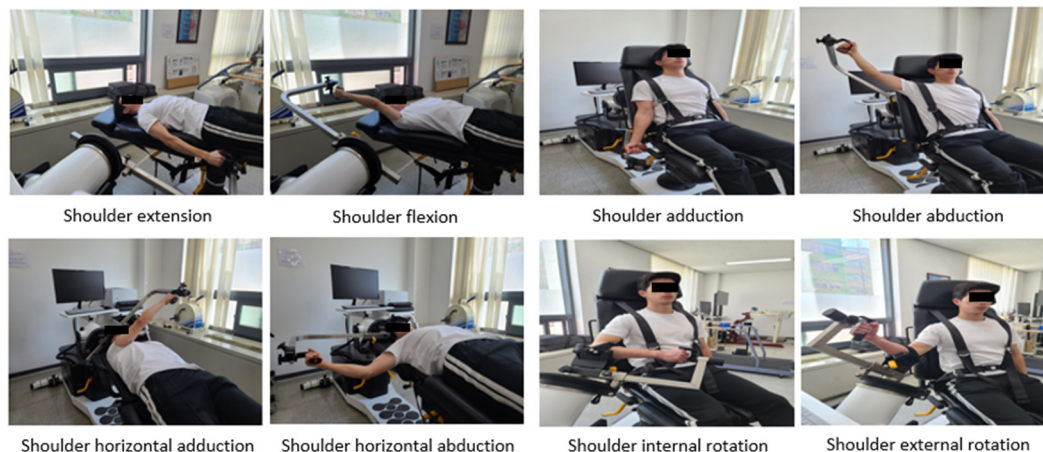 Shoulder extension
Shoulder flexion
Shoulder adduction
Shoulder abduction
Shoulder horizontal adduction
Shoulder horizontal abduction
Shoulder internal rotation
Shoulder external rotation